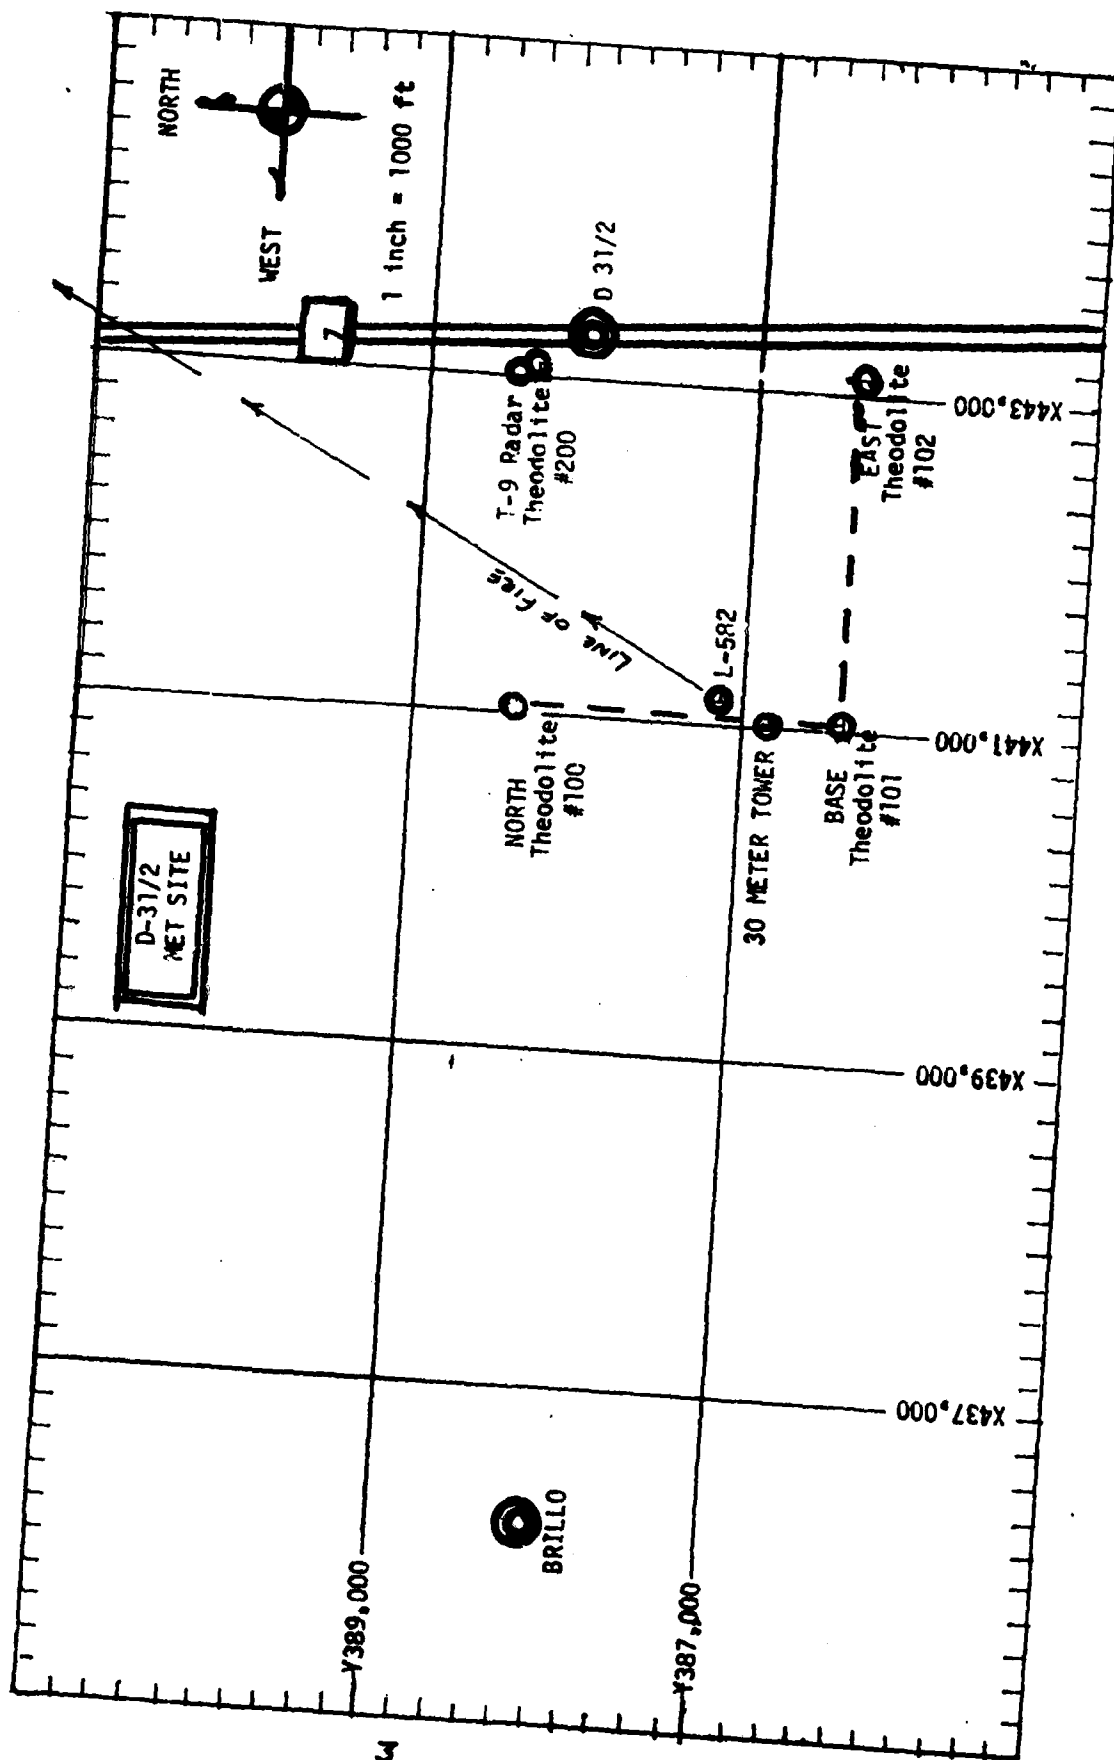 NORTH
WEST
7
1 inch = 1000 ft
D-31/2
MET SITE
D 31/2
T-9 Radar
Theodolite
#200
LINE OF FIRE
NORTH
Theodolite
#100
L-582
30 METER TOWER
BASE
Theodolite
#101
EAST
Theodolite
#102
BRILLO
Y389,000
Y387,000
X437,000
X439,000
X441,000
X443,000